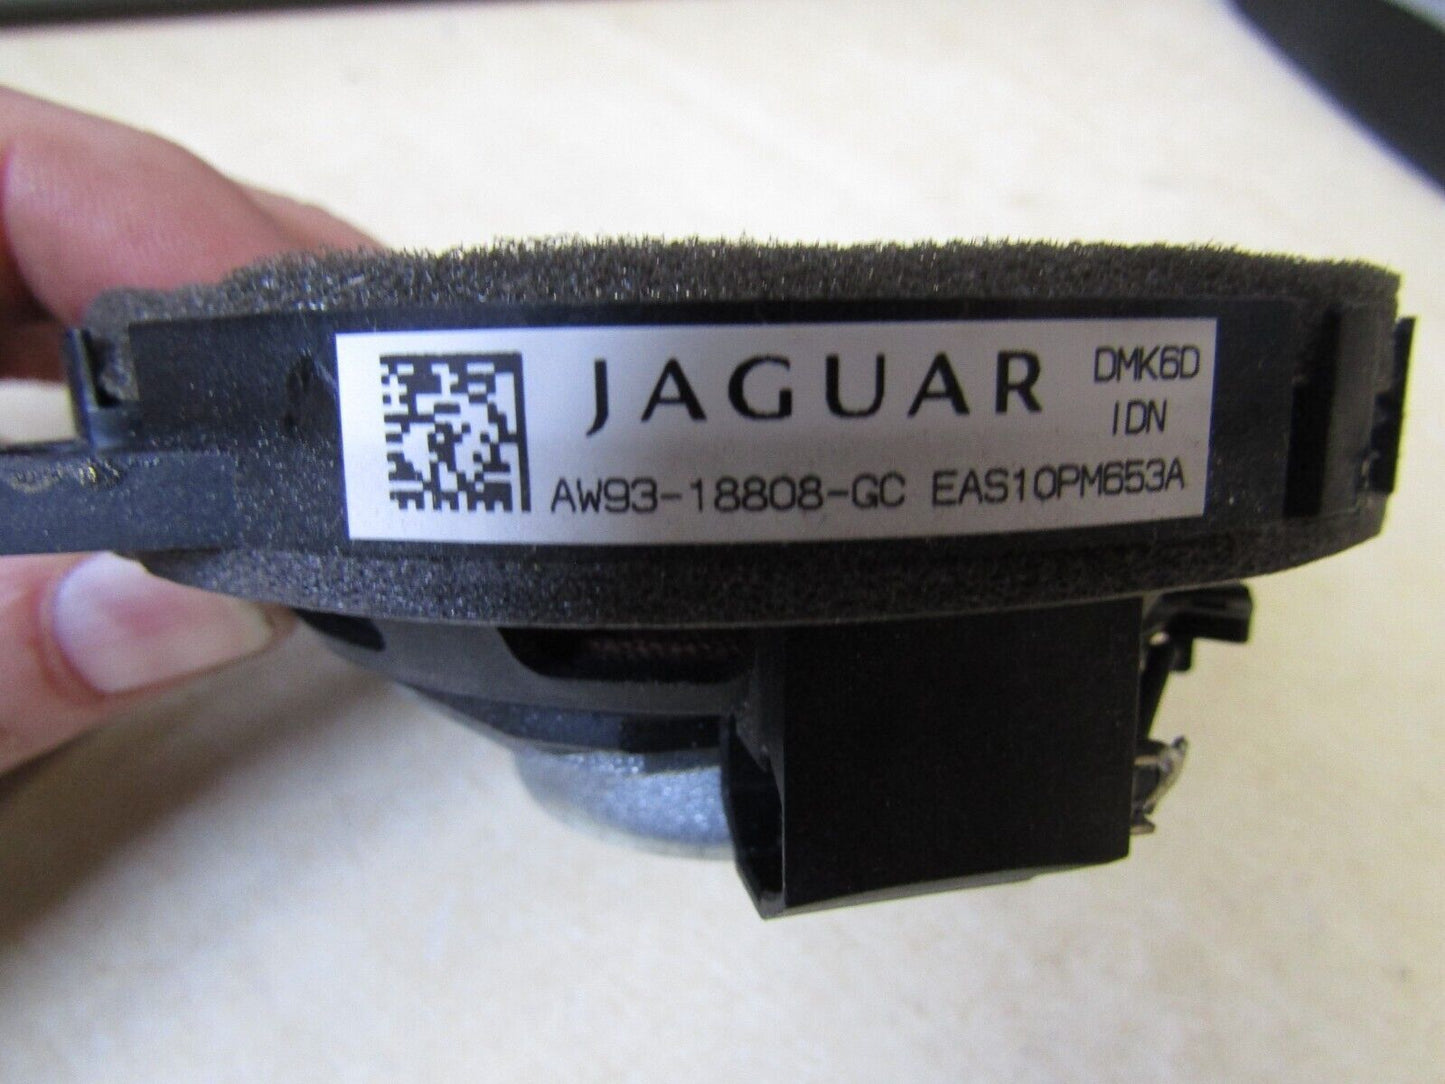 JAGUAR
DMK6D
IDN
AW93-18808-GC EAS10PM653A